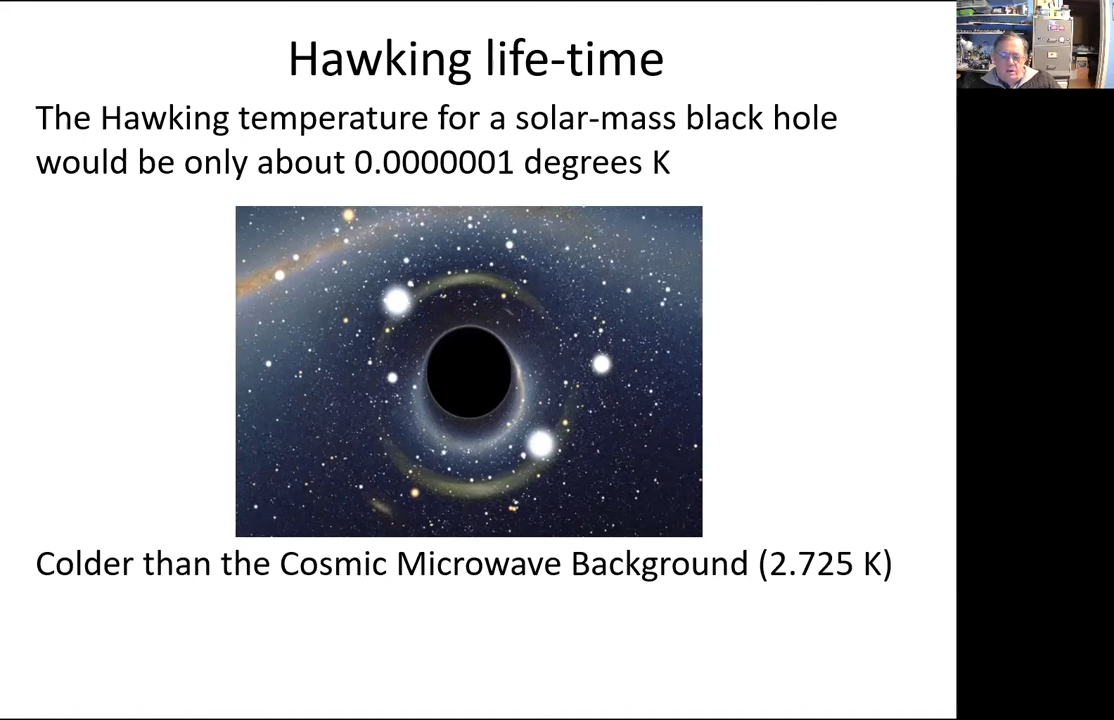 Hawking life-time
The Hawking temperature for a solar-mass black hole
would be only about 0.0000001 degrees K
Colder than the Cosmic Microwave Background (2.725 K)